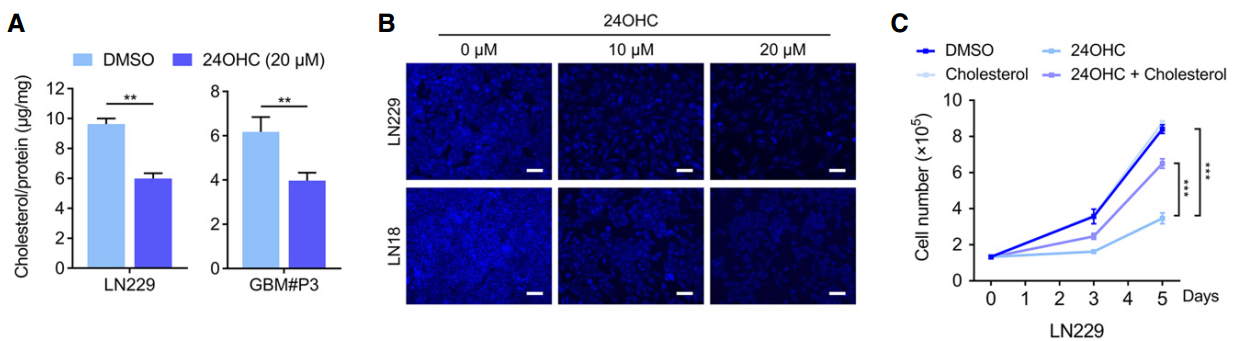 A
DMSO
24OHC (20 µM)
Cholesterol/protein (µg/mg)
12
10
8
6
4
2
0
**
LN229
8
6
4
2
0
**
GBM#P3
B
24OHC
0 µM
10 µM
20 µM
LN229
LN18
C
DMSO
24OHC
Cholesterol
24OHC + Cholesterol
Cell number (×10⁵)
10
8
6
4
2
0
***
***
0 1 2 3 4 5 Days
LN229